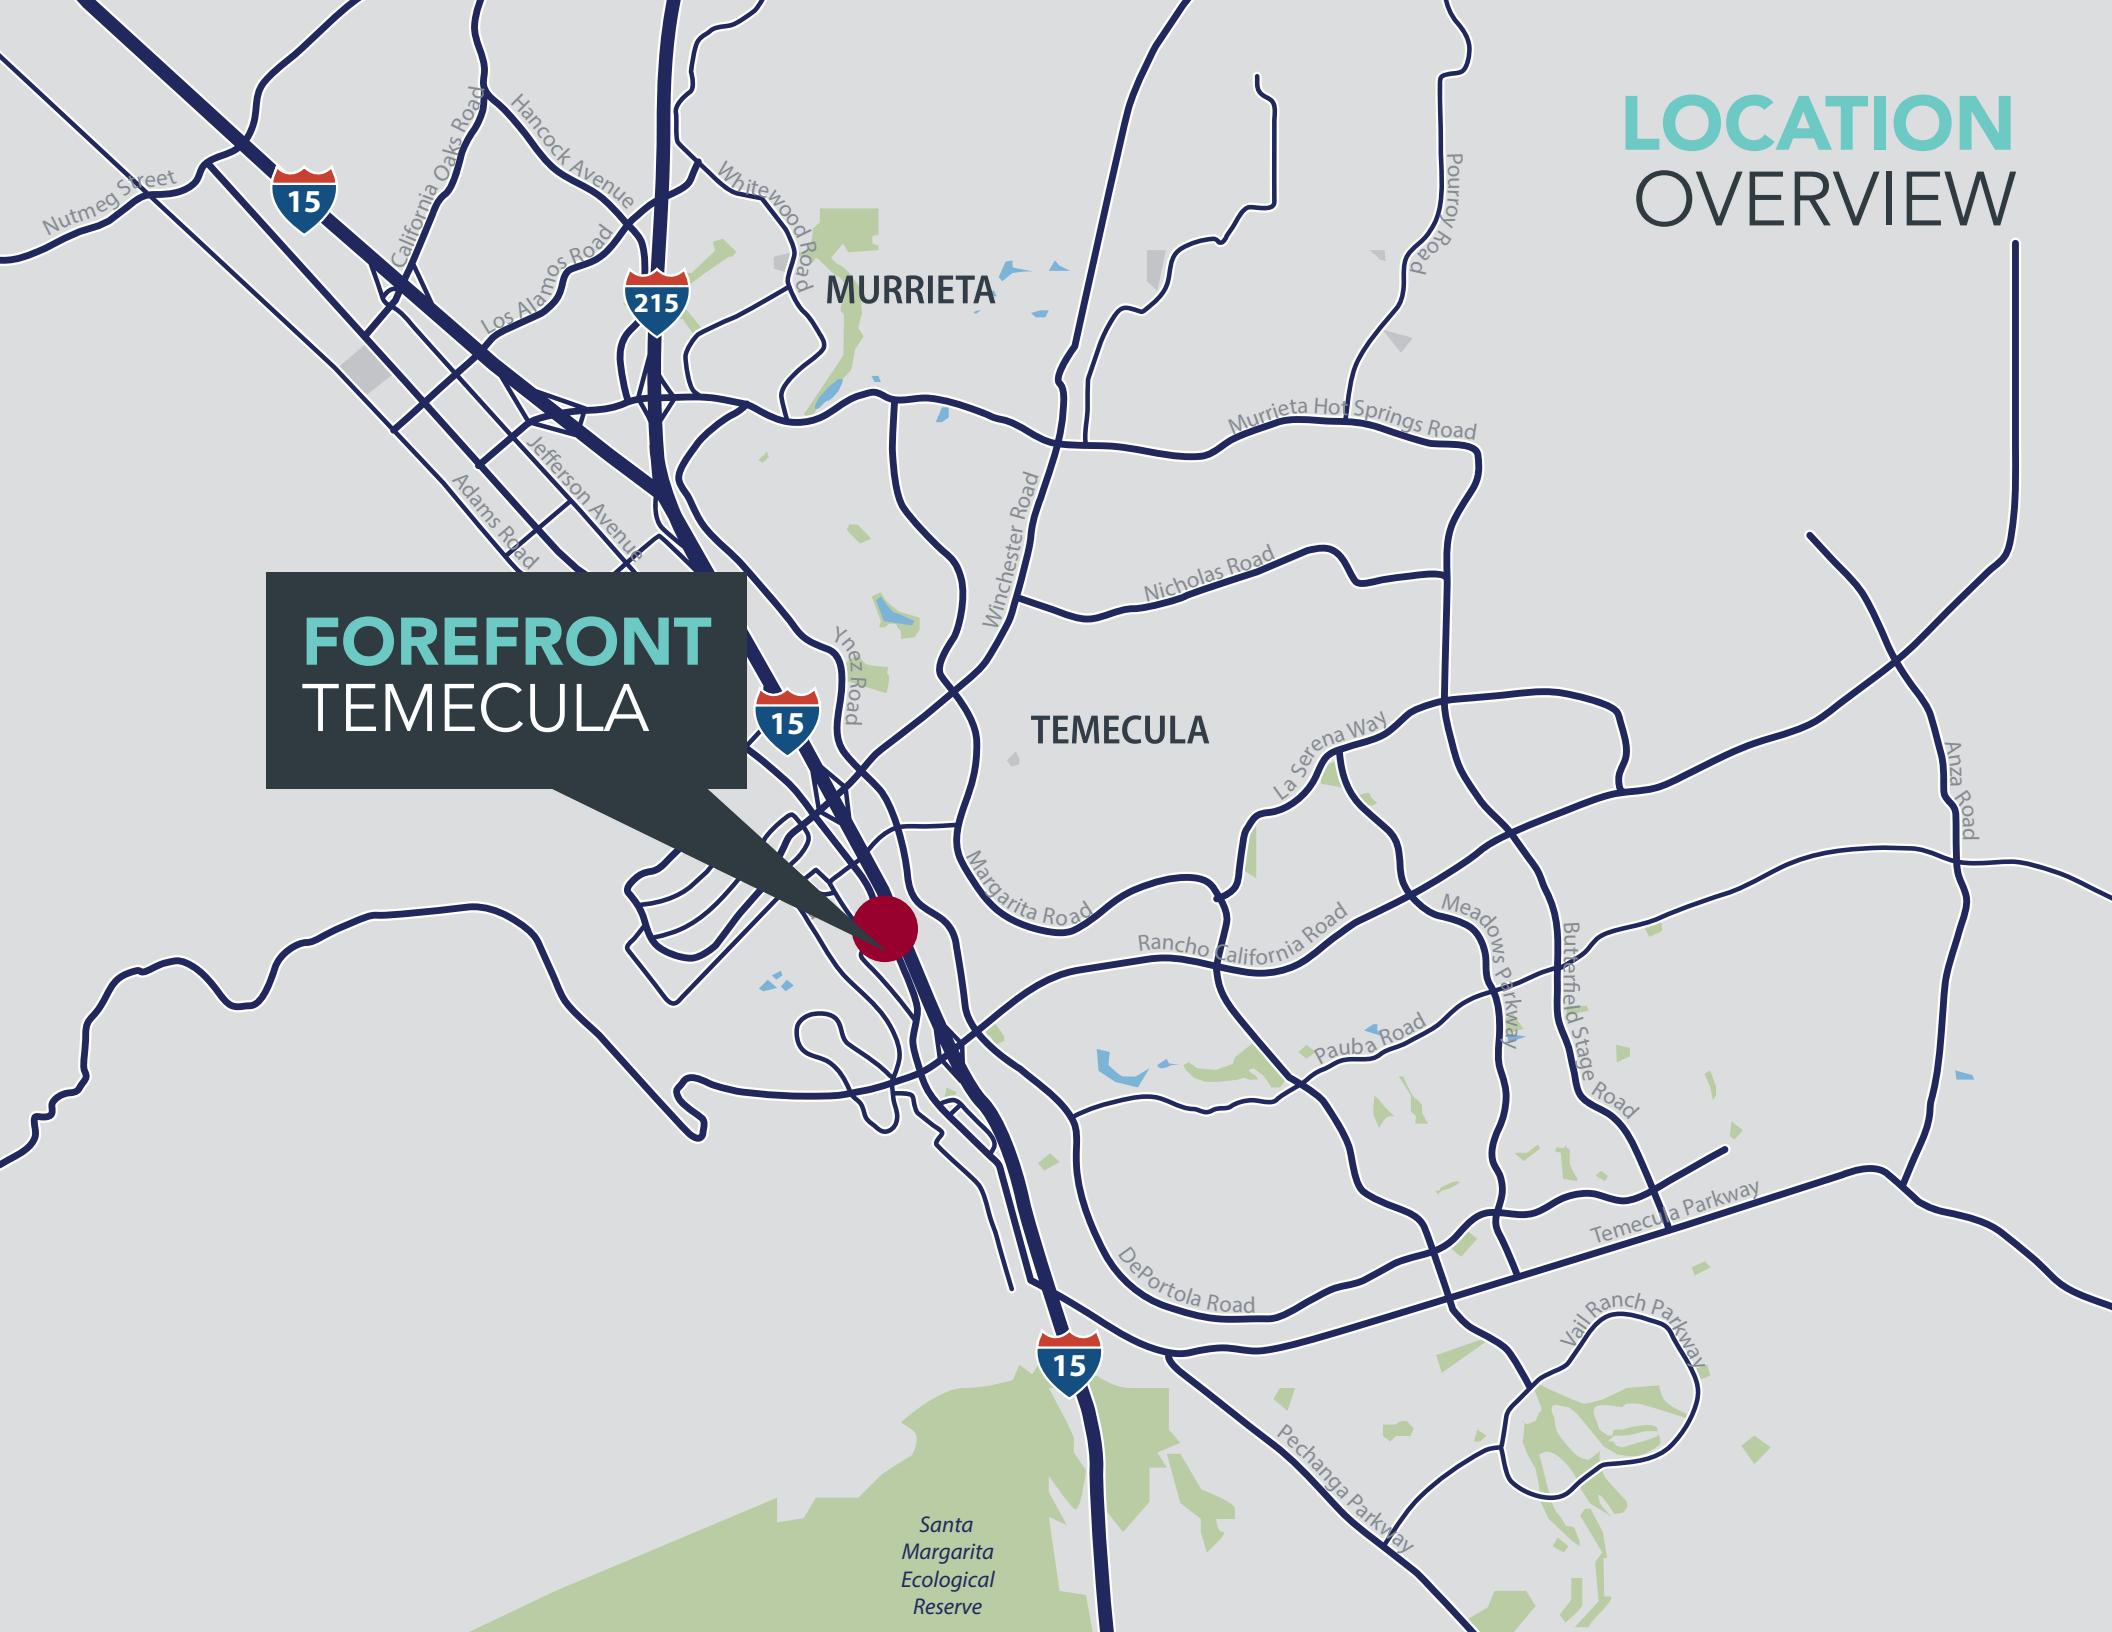 LOCATION
OVERVIEW
Nutmeg Street
15
California Oaks Road
Hancock Avenue
Los Alamos Road
215
Whitewood Road
MURRIETA
Pourroy Road
Murrieta Hot Springs Road
Jefferson Avenue
Adams Road
Winchester Road
Nicholas Road
FOREFRONT
TEMECULA
Ynez Road
15
TEMECULA
La Serena Way
Anza Road
Margarita Road
Rancho California Road
Meadows Parkway
Butterfield Stage Road
Pauba Road
Temecula Parkway
DePortola Road
Vail Ranch Parkway
15
Pechanga Parkway
Santa
Margarita
Ecological
Reserve